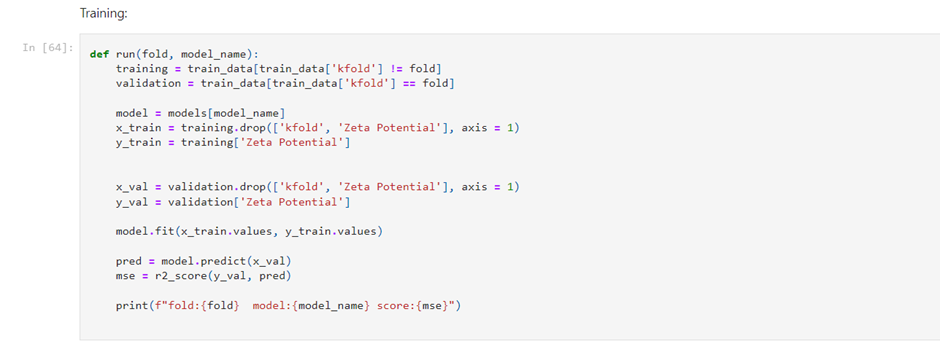 Training:
In [64]:
def run(fold, model_name):
    training = train_data[train_data['kfold'] != fold]
    validation = train_data[train_data['kfold'] == fold]

    model = models[model_name]
    x_train = training.drop(['kfold', 'Zeta Potential'], axis = 1)
    y_train = training['Zeta Potential']


    x_val = validation.drop(['kfold', 'Zeta Potential'], axis = 1)
    y_val = validation['Zeta Potential']

    model.fit(x_train.values, y_train.values)

    pred = model.predict(x_val)
    mse = r2_score(y_val, pred)

    print(f"fold:{fold}  model:{model_name} score:{mse}")